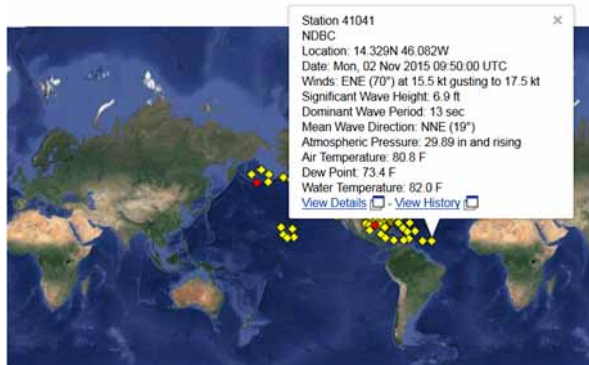 Station 41041
NDBC
Location: 14.329N 46.082W
Date: Mon, 02 Nov 2015 09:50:00 UTC
Winds: ENE (70°) at 15.5 kt gusting to 17.5 kt
Significant Wave Height: 6.9 ft
Dominant Wave Period: 13 sec
Mean Wave Direction: NNE (19°)
Atmospheric Pressure: 29.89 in and rising
Air Temperature: 80.8 F
Dew Point: 73.4 F
Water Temperature: 82.0 F
View Details - View History